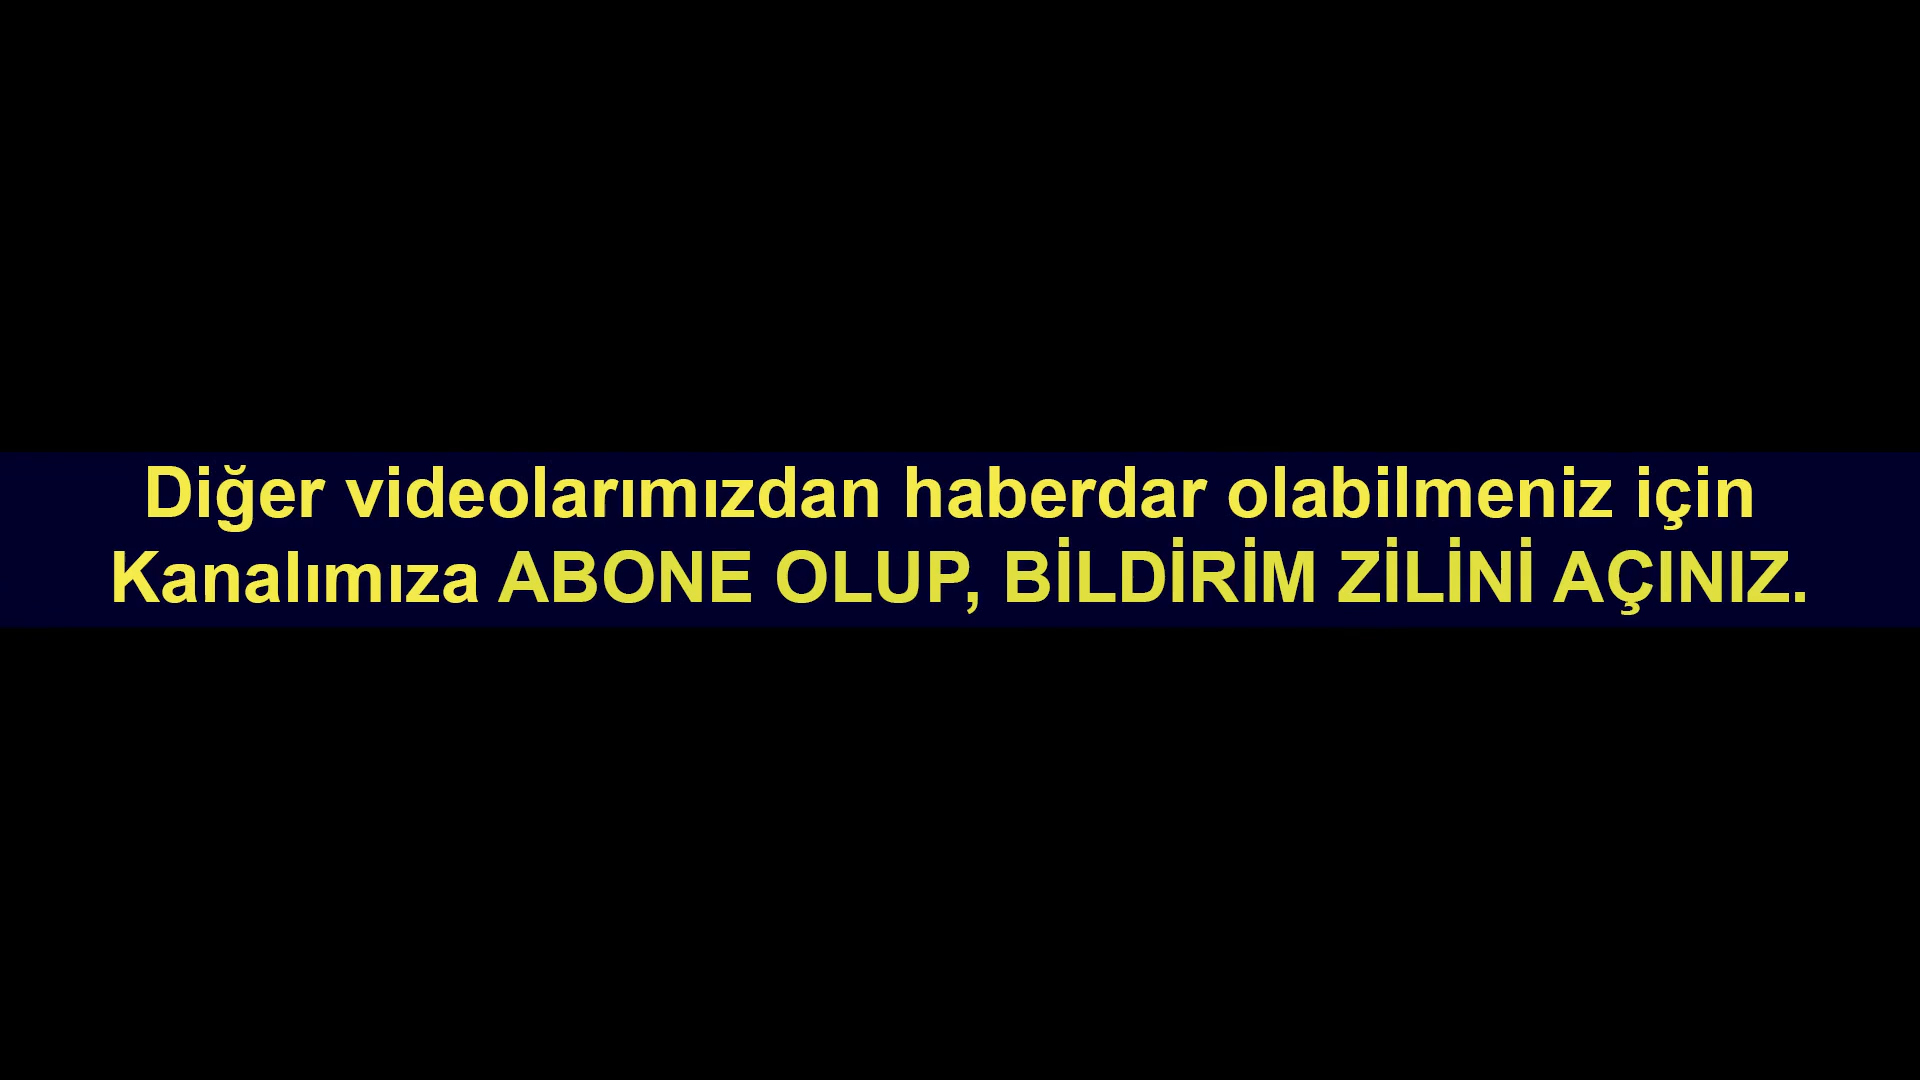 Diğer videolarımızdan haberdar olabilmeniz için
Kanalımıza ABONE OLUP, BİLDİRİM ZİLİNİ AÇINIZ.